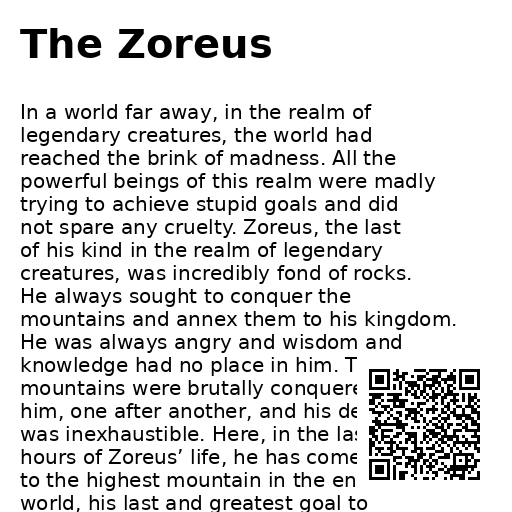 The Zoreus
In a world far away, in the realm of
legendary creatures, the world had
reached the brink of madness. All the
powerful beings of this realm were madly
trying to achieve stupid goals and did
not spare any cruelty. Zoreus, the last
of his kind in the realm of legendary
creatures, was incredibly fond of rocks.
He always sought to conquer the
mountains and annex them to his kingdom.
He was always angry and wisdom and
knowledge had no place in him.
mountains were brutally
him, one after another, and his
was inexhaustible. Here, in the
hours of Zoreus’ life, he has come
to the highest mountain in the
world, his last and greatest goal to